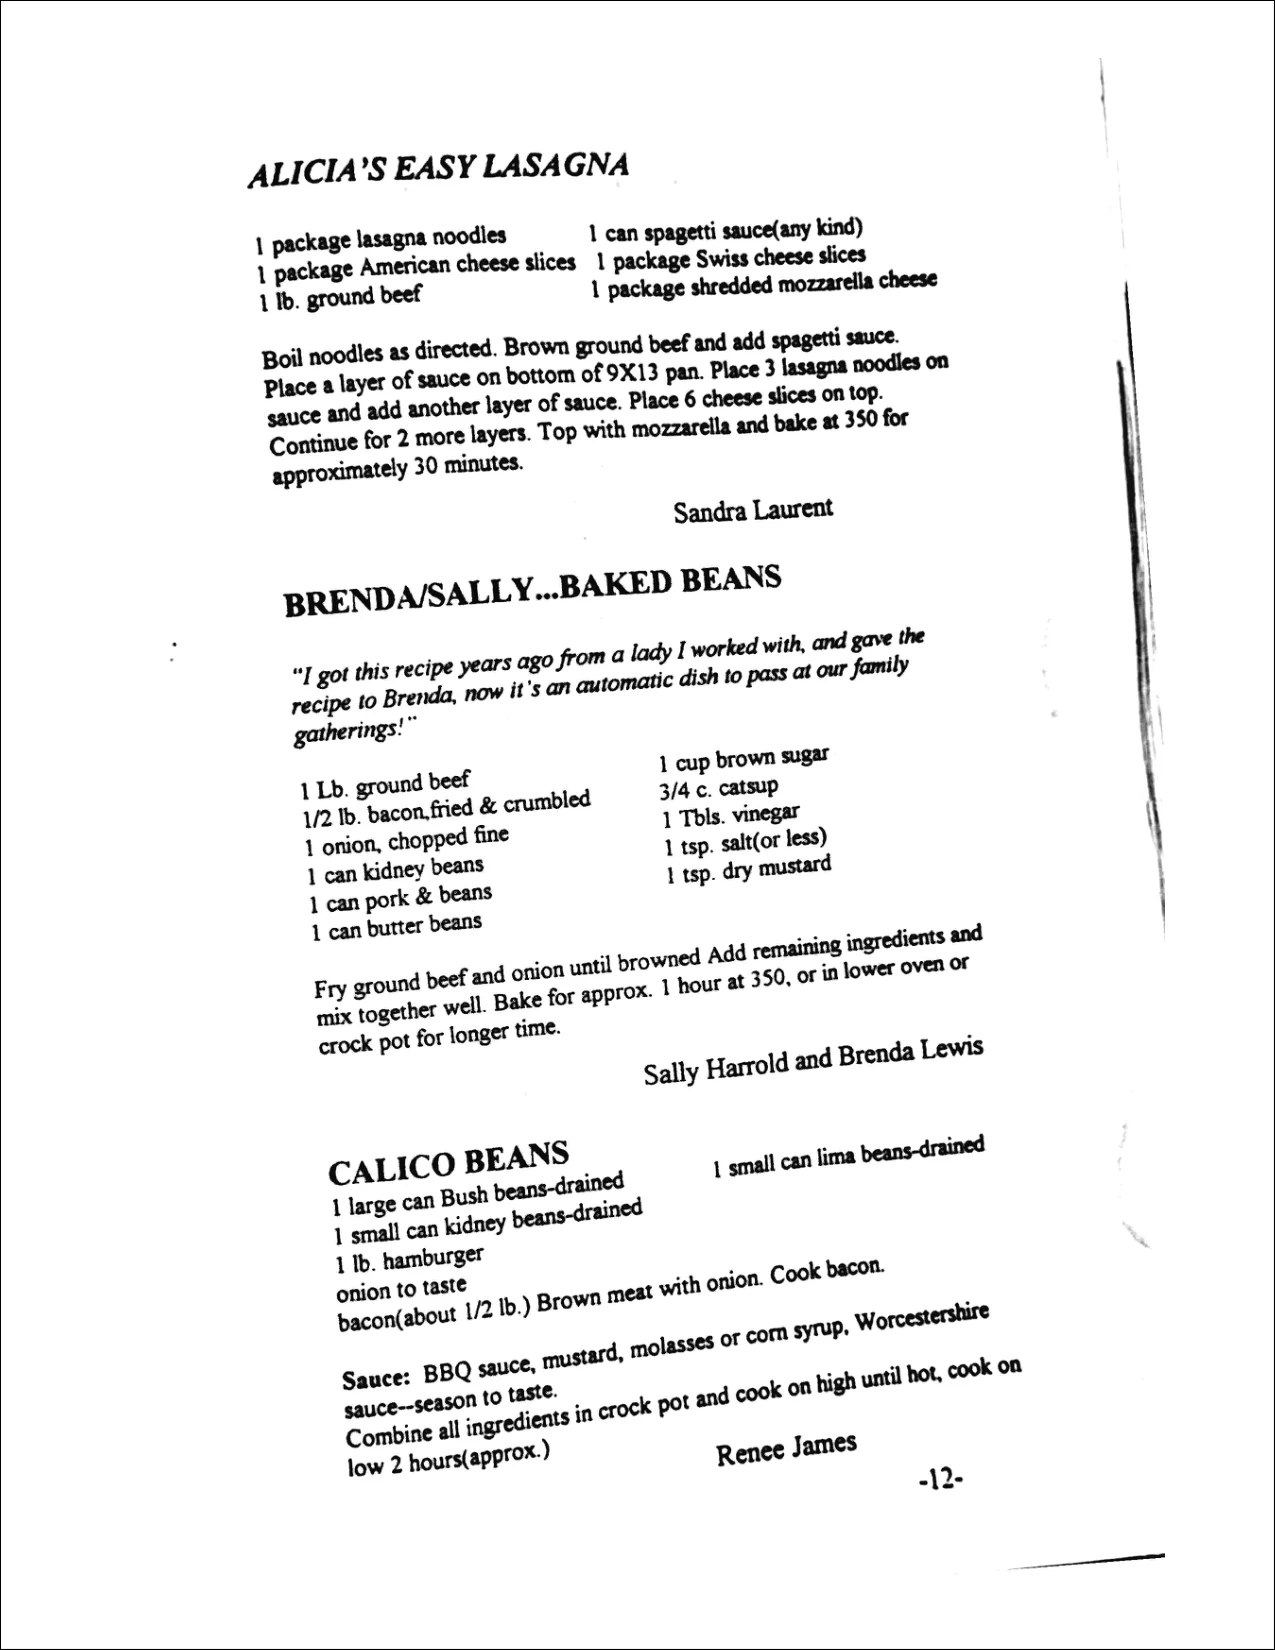 ALICIA'S EASY LASAGNA
1 package lasagna noodles 1 can spagetti sauce(any kind)
1 package American cheese slices 1 package Swiss cheese slices
1 lb. ground beef 1 package shredded mozzarella cheese
Boil noodles as directed. Brown ground beef and add spagetti sauce.
Place a layer of sauce on bottom of 9X13 pan. Place 3 lasagna noodles on
sauce and add another layer of sauce. Place 6 cheese slices on top.
Continue for 2 more layers. Top with mozzarella and bake at 350 for
approximately 30 minutes.
Sandra Laurent
BRENDA/SALLY...BAKED BEANS
"I got this recipe years ago from a lady I worked with, and gave the
recipe to Brenda, now it's an automatic dish to pass at our family
gatherings!"
1 Lb. ground beef 1 cup brown sugar
1/2 lb. bacon,fried & crumbled 3/4 c. catsup
1 onion, chopped fine 1 Tbls. vinegar
1 can kidney beans 1 tsp. salt(or less)
1 can pork & beans 1 tsp. dry mustard
1 can butter beans
Fry ground beef and onion until browned Add remaining ingredients and
mix together well. Bake for approx. 1 hour at 350, or in lower oven or
crock pot for longer time.
Sally Harrold and Brenda Lewis
CALICO BEANS
1 large can Bush beans-drained 1 small can lima beans-drained
1 small can kidney beans-drained
1 lb. hamburger
onion to taste
bacon(about 1/2 lb.) Brown meat with onion. Cook bacon.
Sauce: BBQ sauce, mustard, molasses or corn syrup, Worcestershire
sauce--season to taste.
Combine all ingredients in crock pot and cook on high until hot, cook on
low 2 hours(approx.)
Renee James
-12-